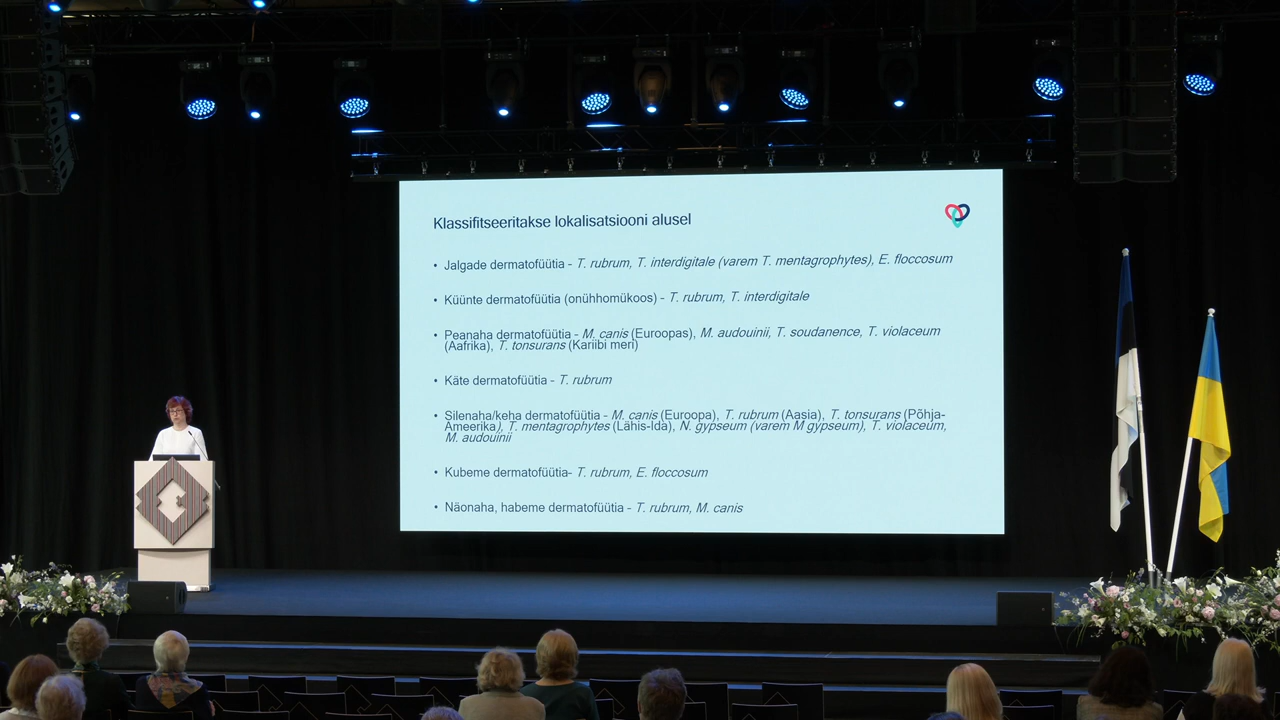 Klassifitseeritakse lokalisatsiooni alusel
• Jalgade dermatofüütia - T. rubrum, T. interdigitale (varem T. mentagrophytes), E. floccosum
• Küünte dermatofüütia (onühhomükoos) - T. rubrum, T. interdigitale
• Peanaha dermatofüütia - M. canis (Euroopas), M. audouinii, T. soudanence, T. violaceum
(Aafrika), T. tonsurans (Kariibi meri)
• Käte dermatofüütia - T. rubrum
• Silenaha/keha dermatofüütia - M. canis (Euroopa), T. rubrum (Aasia), T. tonsurans (Põhja-
Ameerika), T. mentagrophytes (Lähis-Ida), N. gypseum (varem M gypseum), T. violaceum,
M. audouinii
• Kubeme dermatofüütia- T. rubrum, E. floccosum
• Näonaha, habeme dermatofüütia - T. rubrum, M. canis